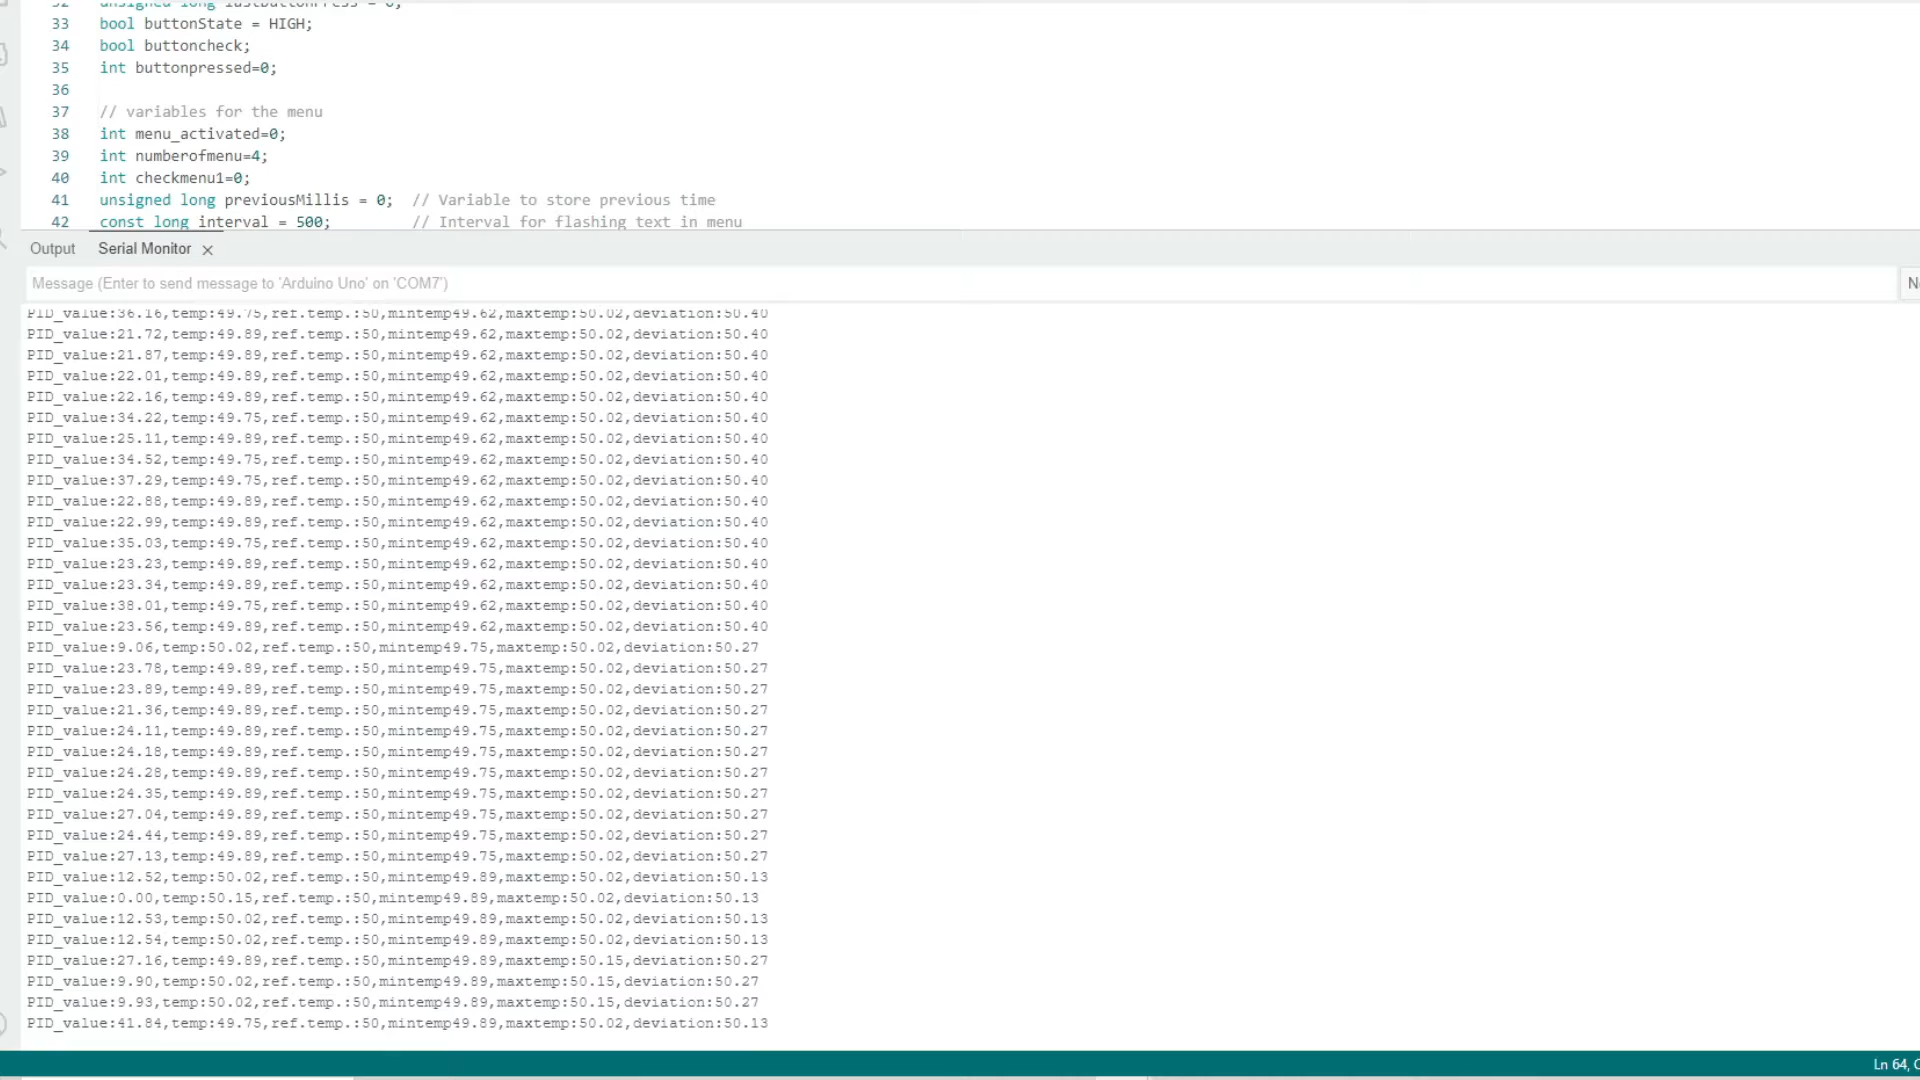 32 unsigned long lastButtonPress = 0;
33 bool buttonState = HIGH;
34 bool buttoncheck;
35 int buttonpressed=0;
36
37 // variables for the menu
38 int menu_activated=0;
39 int numberofmenu=4;
40 int checkmenu1=0;
41 unsigned long previousMillis = 0; // Variable to store previous time
42 const long interval = 500; // Interval for flashing text in menu
Output Serial Monitor
Message (Enter to send message to 'Arduino Uno' on 'COM7')
PID_value:36.16,temp:49.75,ref.temp.:50,mintemp49.62,maxtemp:50.02,deviation:50.40
PID_value:21.72,temp:49.89,ref.temp.:50,mintemp49.62,maxtemp:50.02,deviation:50.40
PID_value:21.87,temp:49.89,ref.temp.:50,mintemp49.62,maxtemp:50.02,deviation:50.40
PID_value:22.01,temp:49.89,ref.temp.:50,mintemp49.62,maxtemp:50.02,deviation:50.40
PID_value:22.16,temp:49.89,ref.temp.:50,mintemp49.62,maxtemp:50.02,deviation:50.40
PID_value:34.22,temp:49.75,ref.temp.:50,mintemp49.62,maxtemp:50.02,deviation:50.40
PID_value:25.11,temp:49.89,ref.temp.:50,mintemp49.62,maxtemp:50.02,deviation:50.40
PID_value:34.52,temp:49.75,ref.temp.:50,mintemp49.62,maxtemp:50.02,deviation:50.40
PID_value:37.29,temp:49.75,ref.temp.:50,mintemp49.62,maxtemp:50.02,deviation:50.40
PID_value:22.88,temp:49.89,ref.temp.:50,mintemp49.62,maxtemp:50.02,deviation:50.40
PID_value:22.99,temp:49.89,ref.temp.:50,mintemp49.62,maxtemp:50.02,deviation:50.40
PID_value:35.03,temp:49.75,ref.temp.:50,mintemp49.62,maxtemp:50.02,deviation:50.40
PID_value:23.23,temp:49.89,ref.temp.:50,mintemp49.62,maxtemp:50.02,deviation:50.40
PID_value:23.34,temp:49.89,ref.temp.:50,mintemp49.62,maxtemp:50.02,deviation:50.40
PID_value:38.01,temp:49.75,ref.temp.:50,mintemp49.62,maxtemp:50.02,deviation:50.40
PID_value:23.56,temp:49.89,ref.temp.:50,mintemp49.62,maxtemp:50.02,deviation:50.40
PID_value:9.06,temp:50.02,ref.temp.:50,mintemp49.75,maxtemp:50.02,deviation:50.27
PID_value:23.78,temp:49.89,ref.temp.:50,mintemp49.75,maxtemp:50.02,deviation:50.27
PID_value:23.89,temp:49.89,ref.temp.:50,mintemp49.75,maxtemp:50.02,deviation:50.27
PID_value:21.36,temp:49.89,ref.temp.:50,mintemp49.75,maxtemp:50.02,deviation:50.27
PID_value:24.11,temp:49.89,ref.temp.:50,mintemp49.75,maxtemp:50.02,deviation:50.27
PID_value:24.18,temp:49.89,ref.temp.:50,mintemp49.75,maxtemp:50.02,deviation:50.27
PID_value:24.28,temp:49.89,ref.temp.:50,mintemp49.75,maxtemp:50.02,deviation:50.27
PID_value:24.35,temp:49.89,ref.temp.:50,mintemp49.75,maxtemp:50.02,deviation:50.27
PID_value:27.04,temp:49.89,ref.temp.:50,mintemp49.75,maxtemp:50.02,deviation:50.27
PID_value:24.44,temp:49.89,ref.temp.:50,mintemp49.75,maxtemp:50.02,deviation:50.27
PID_value:27.13,temp:49.89,ref.temp.:50,mintemp49.75,maxtemp:50.02,deviation:50.27
PID_value:12.52,temp:50.02,ref.temp.:50,mintemp49.89,maxtemp:50.02,deviation:50.13
PID_value:0.00,temp:50.15,ref.temp.:50,mintemp49.89,maxtemp:50.02,deviation:50.13
PID_value:12.53,temp:50.02,ref.temp.:50,mintemp49.89,maxtemp:50.02,deviation:50.13
PID_value:12.54,temp:50.02,ref.temp.:50,mintemp49.89,maxtemp:50.02,deviation:50.13
PID_value:27.16,temp:49.89,ref.temp.:50,mintemp49.89,maxtemp:50.15,deviation:50.27
PID_value:9.90,temp:50.02,ref.temp.:50,mintemp49.89,maxtemp:50.15,deviation:50.27
PID_value:9.93,temp:50.02,ref.temp.:50,mintemp49.89,maxtemp:50.15,deviation:50.27
PID_value:41.84,temp:49.75,ref.temp.:50,mintemp49.89,maxtemp:50.02,deviation:50.13
Ln 64,